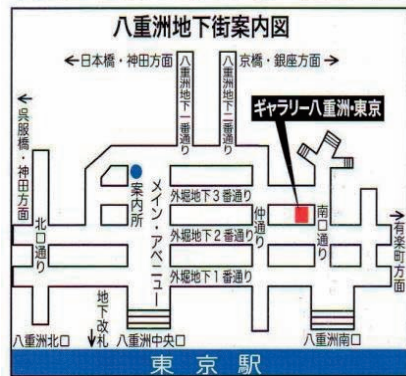 八重洲地下街案内図
←日本橋・神田方面
京橋・銀座方面→
八重洲地下一番通り
八重洲地下二番通り
←呉服橋・神田方面
ギャラリー八重洲・東京
案内所
メイン・アベニュー
外堀地下3番通り
外堀地下2番通り
外堀地下1番通り
仲通り
南口通り
北口通り
有楽町方面→
地下改札↓
八重洲北口
八重洲中央口
八重洲南口
東京駅